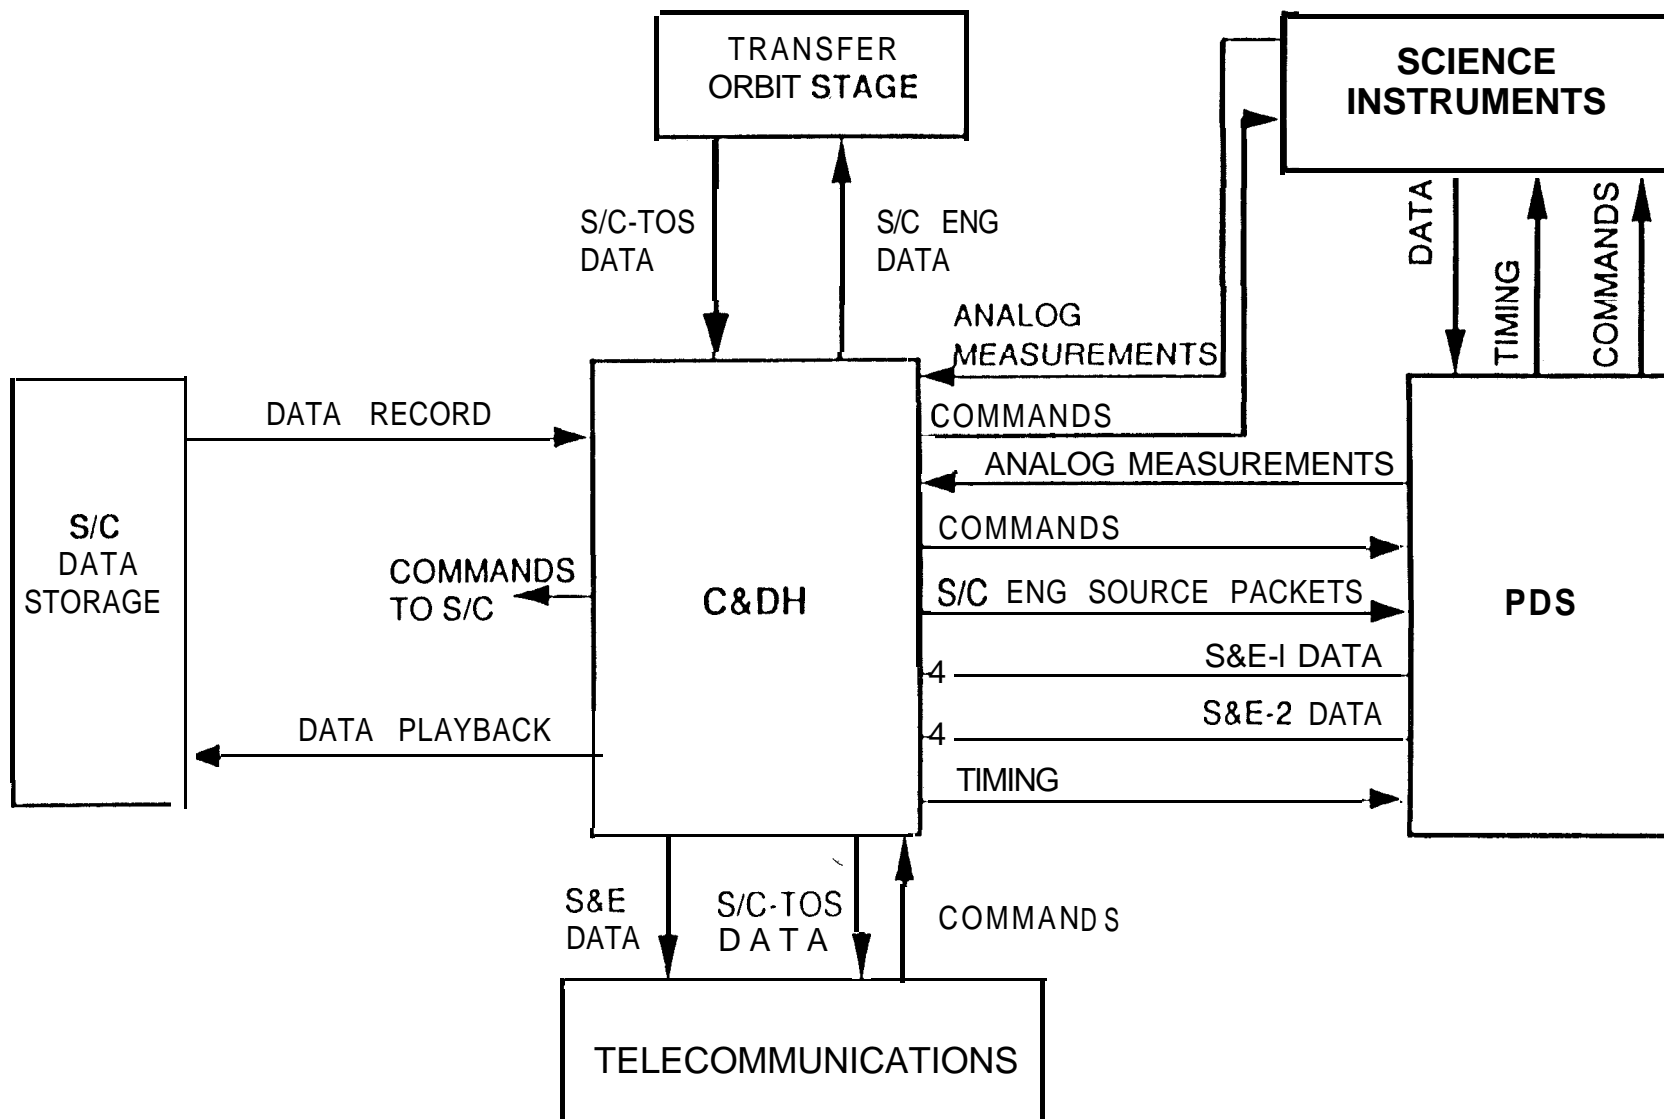 TRANSFER
ORBIT STAGE
SCIENCE
INSTRUMENTS
S/C-TOS
DATA
S/C ENG
DATA
DATA
TIMING
COMMANDS
ANALOG
MEASUREMENTS
DATA RECORD
COMMANDS
ANALOG MEASUREMENTS
S/C
DATA
STORAGE
COMMANDS
TO S/C
C&DH
COMMANDS
S/C ENG SOURCE PACKETS
PDS
S&E-I DATA
4
S&E-2 DATA
4
DATA PLAYBACK
TIMING
S&E
DATA
S/C-TOS
DATA
COMMANDS
TELECOMMUNICATIONS